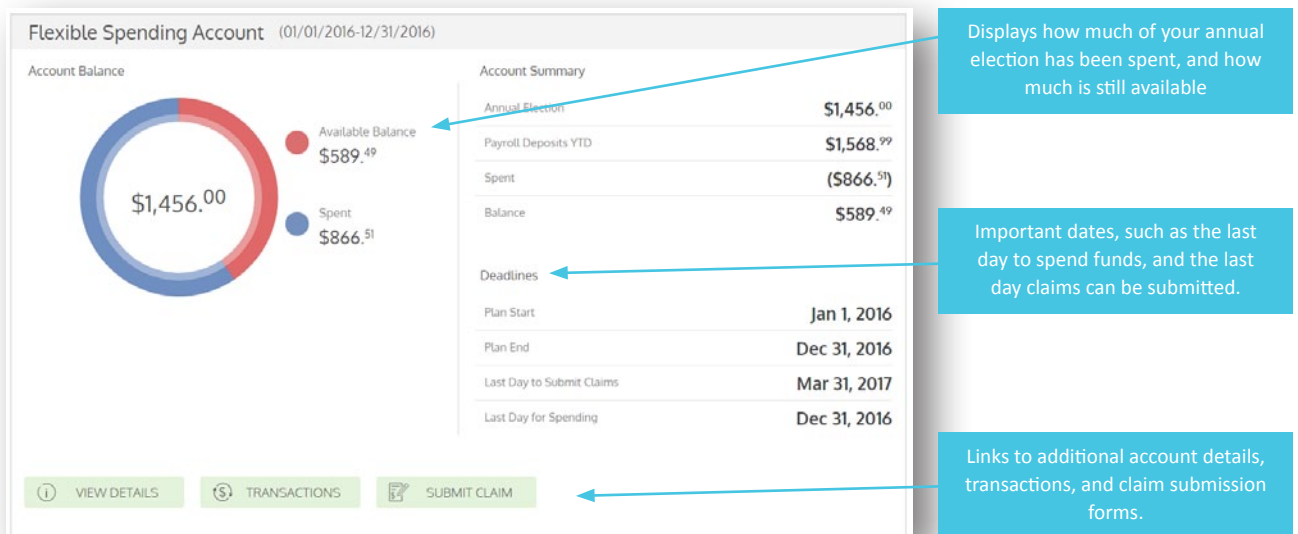 Flexible Spending Account (01/01/2016-12/31/2016)
Account Balance
$1,456.00
Available Balance
$589.49
Spent
$866.51
Account Summary
Annual Election $1,456.00
Payroll Deposits YTD $1,568.99
Spent ($866.51)
Balance $589.49
Deadlines
Plan Start Jan 1, 2016
Plan End Dec 31, 2016
Last Day to Submit Claims Mar 31, 2017
Last Day for Spending Dec 31, 2016
VIEW DETAILS TRANSACTIONS SUBMIT CLAIM
Displays how much of your annual
election has been spent, and how
much is still available
Important dates, such as the last
day to spend funds, and the last
day claims can be submitted.
Links to additional account details,
transactions, and claim submission
forms.